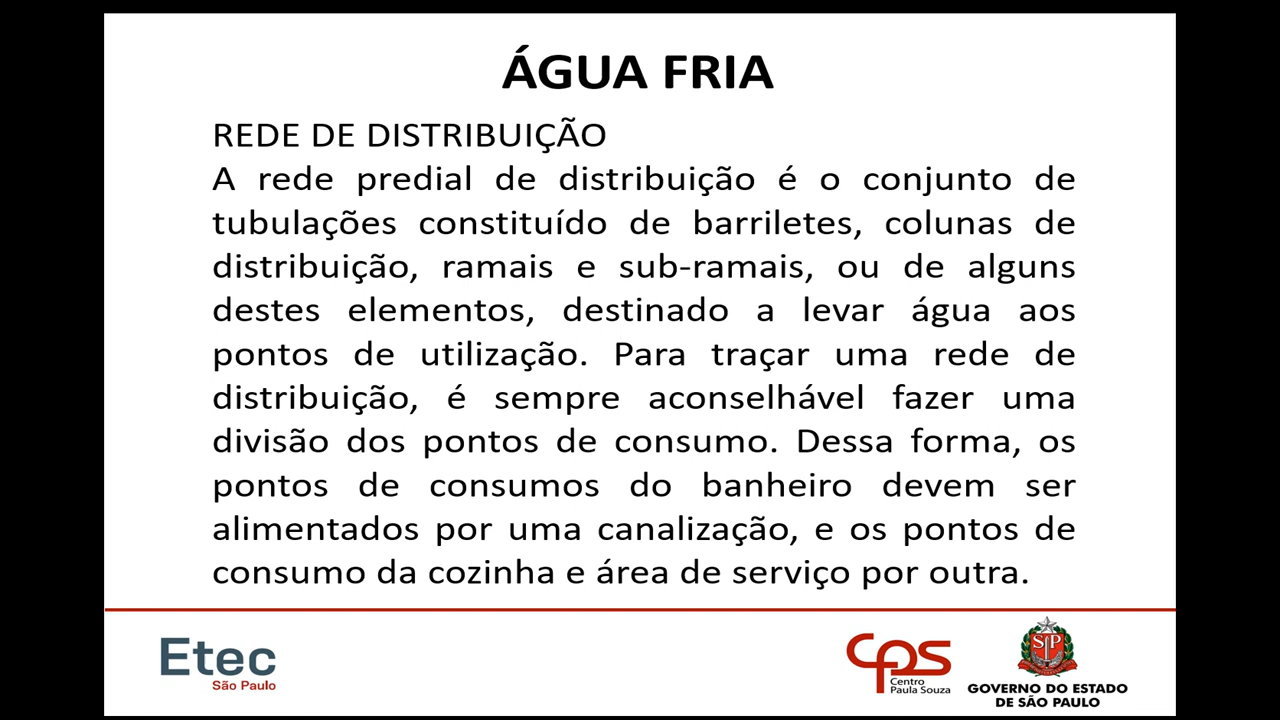 ÁGUA FRIA
REDE DE DISTRIBUIÇÃO
A rede predial de distribuição é o conjunto de
tubulações constituído de barriletes, colunas de
distribuição, ramais e sub-ramais, ou de alguns
destes elementos, destinado a levar água aos
pontos de utilização. Para traçar uma rede de
distribuição, é sempre aconselhável fazer uma
divisão dos pontos de consumo. Dessa forma, os
pontos de consumos do banheiro devem ser
alimentados por uma canalização, e os pontos de
consumo da cozinha e área de serviço por outra.
Etec
São Paulo
cps
Centro
Paula Souza
SP
GOVERNO DO ESTADO
DE SÃO PAULO